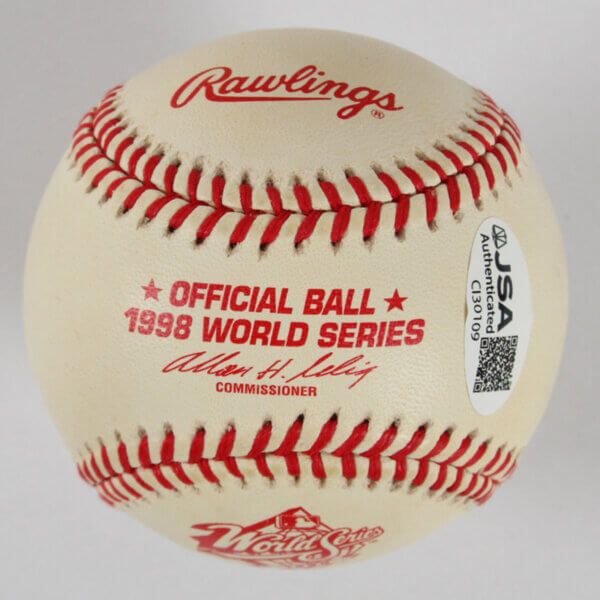 Rawlings
®
★ OFFICIAL BALL ★
1998 WORLD SERIES
Allan H. Selig
COMMISSIONER
JSA
Authenticated
CI30109
World Series